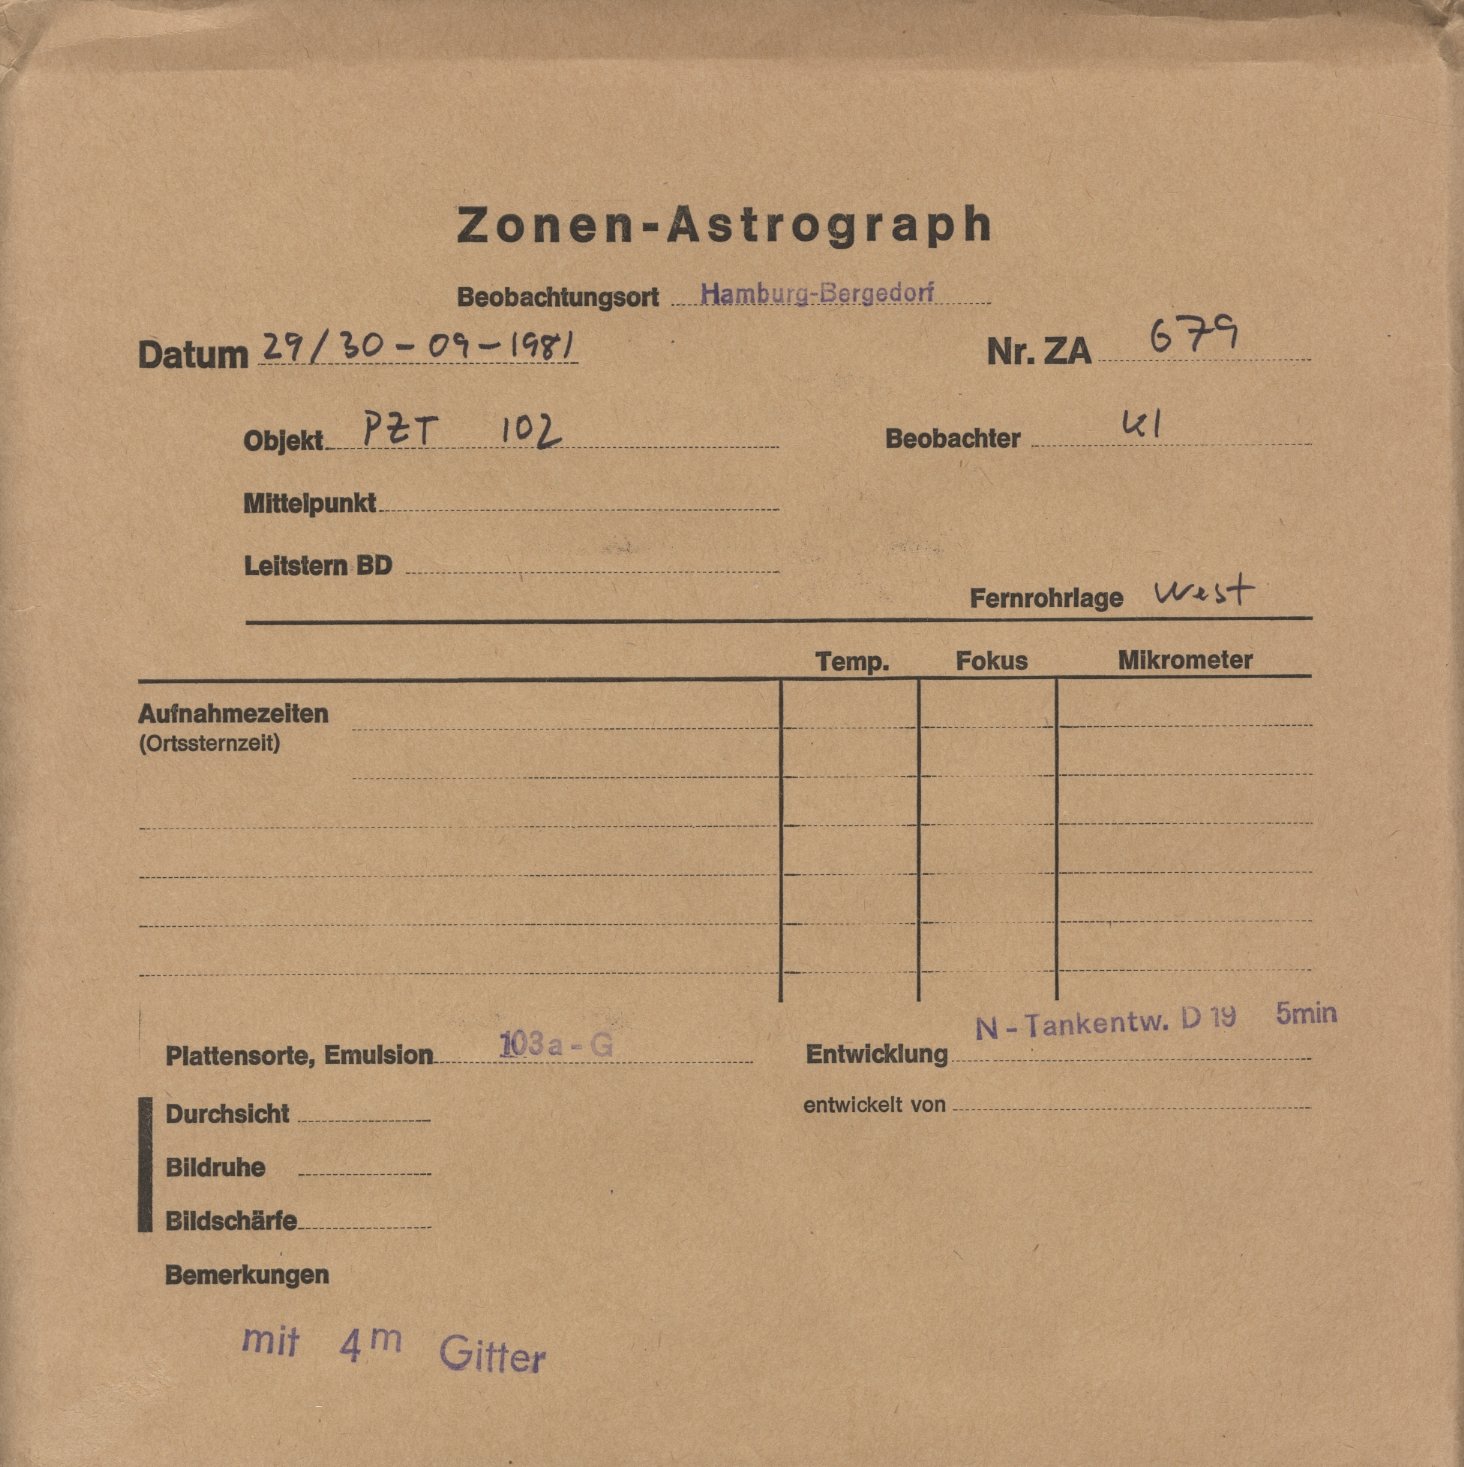 Zonen-Astrograph
Beobachtungsort Hamburg-Bergedorf
Datum 29/30-09-1981 Nr. ZA 679
Objekt PZT 102 Beobachter Kl
Mittelpunkt
Leitstern BD
Fernrohrlage West
Temp. Fokus Mikrometer
Aufnahmezeiten
(Ortssternzeit)
Plattensorte, Emulsion 103a-G Entwicklung N-Tankentw. D 19 5min
Durchsicht entwickelt von
Bildruhe
Bildschärfe
Bemerkungen
mit 4m Gitter